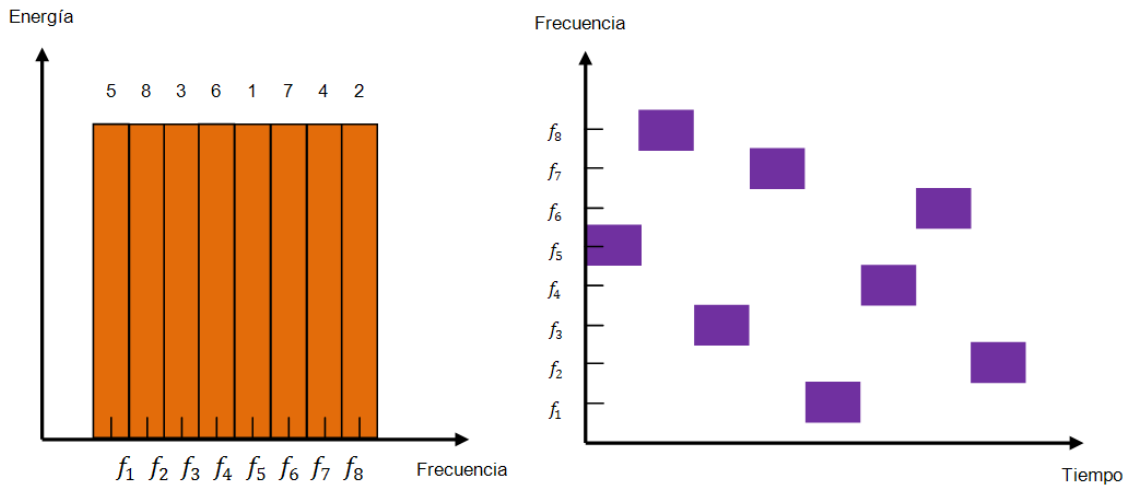 Energía
5 8 3 6 1 7 4 2
f₁ f₂ f₃ f₄ f₅ f₆ f₇ f₈
Frecuencia
Frecuencia
f₈
f₇
f₆
f₅
f₄
f₃
f₂
f₁
Tiempo